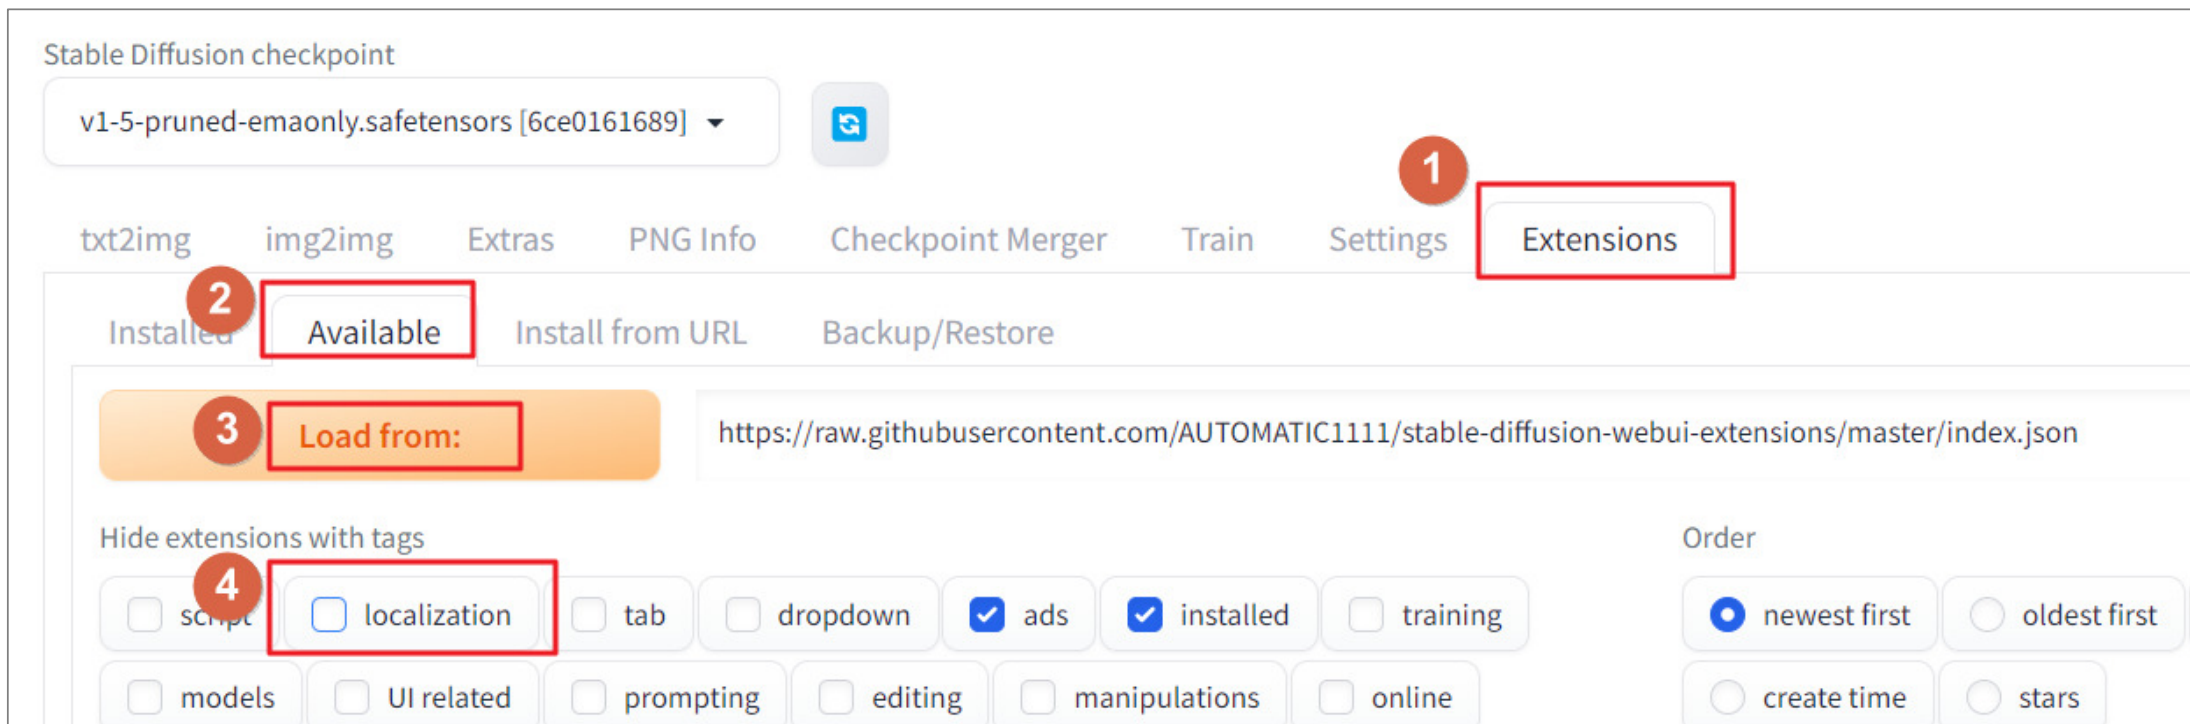 Stable Diffusion checkpoint
v1-5-pruned-emaonly.safetensors [6ce0161689]
1
txt2img img2img Extras PNG Info Checkpoint Merger Train Settings Extensions
2
Installed Available Install from URL Backup/Restore
3 Load from: https://raw.githubusercontent.com/AUTOMATIC1111/stable-diffusion-webui-extensions/master/index.json
Hide extensions with tags Order
4
script localization tab dropdown ads installed training newest first oldest first
models UI related prompting editing manipulations online create time stars